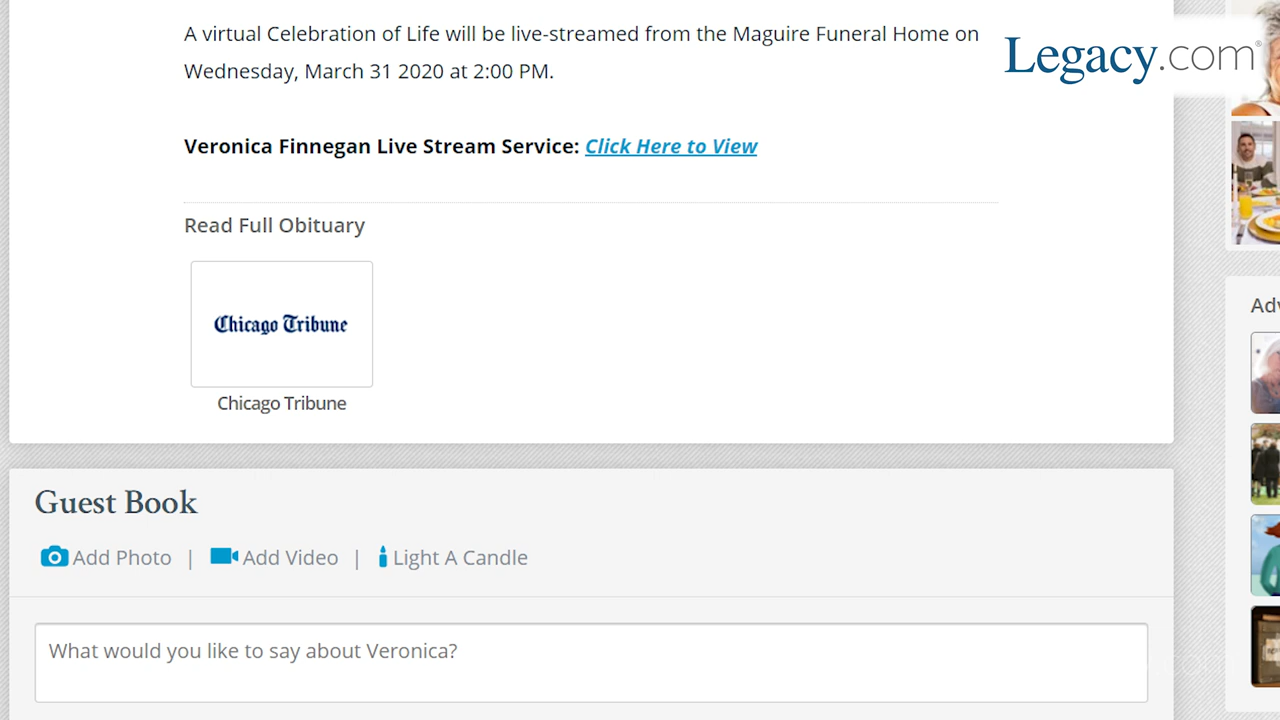 A virtual Celebration of Life will be live-streamed from the Maguire Funeral Home on
Wednesday, March 31 2020 at 2:00 PM.
Legacy.com®
Veronica Finnegan Live Stream Service: Click Here to View
Read Full Obituary
Chicago Tribune
Chicago Tribune
Adv
Guest Book
Add Photo | Add Video | Light A Candle
What would you like to say about Veronica?